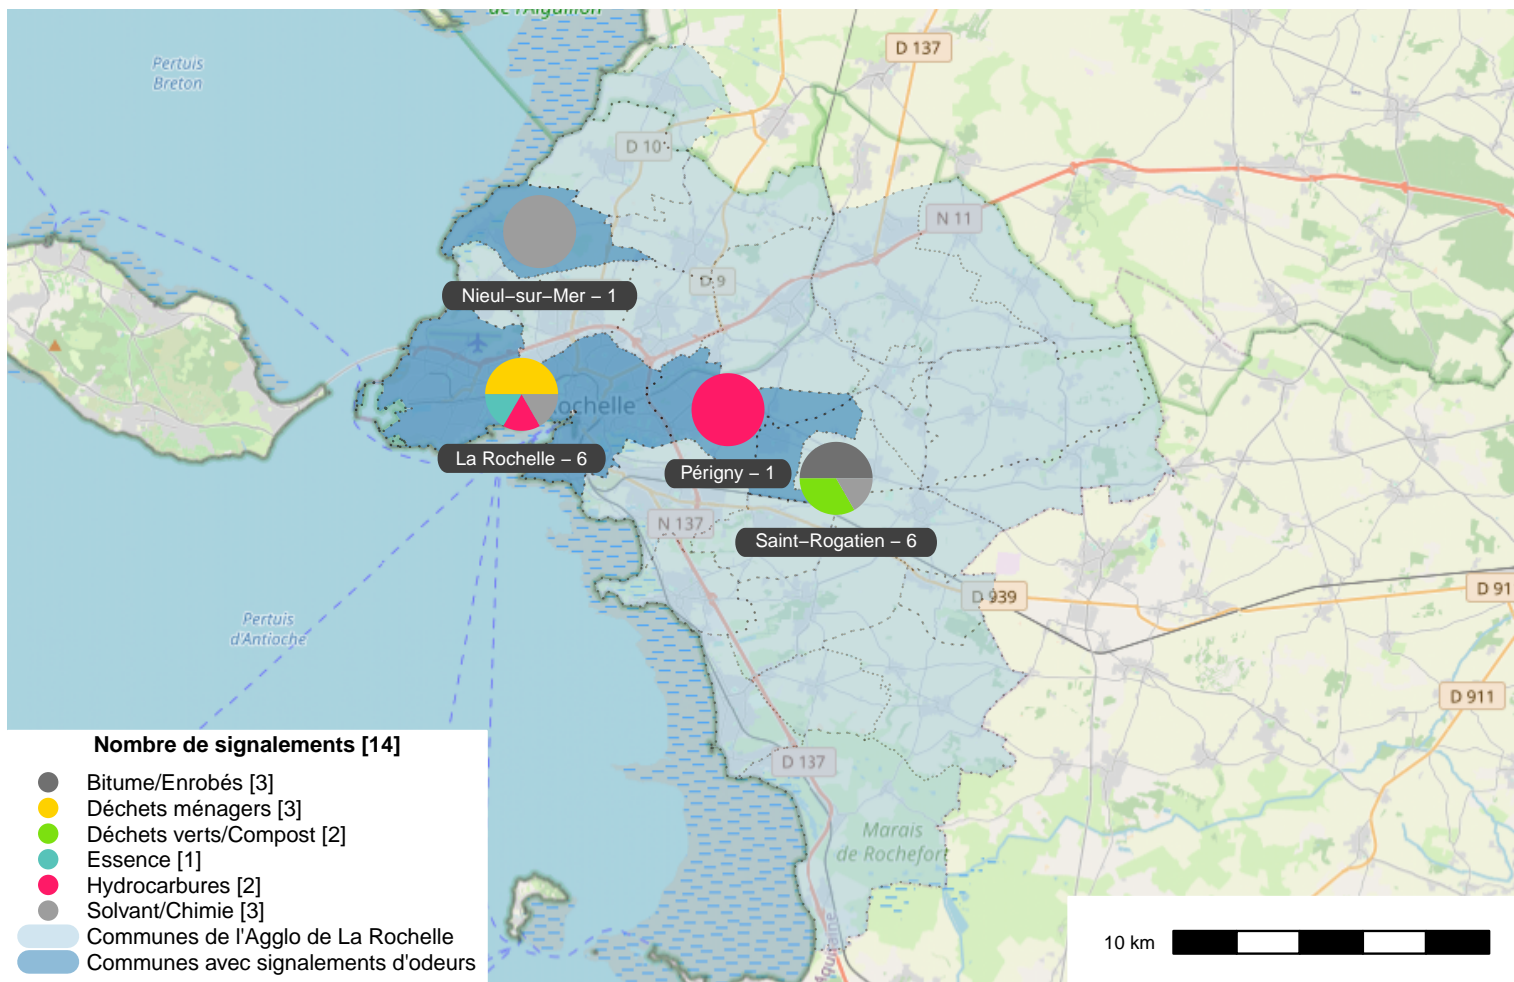 de l'Aiguillon
Pertuis
Breton
D 137
D 10
N 11
D 9
Nieul−sur−Mer − 1
ochelle
La Rochelle − 6
Périgny − 1
N 137
Saint−Rogatien − 6
D 939
D 91
Pertuis
d'Antioche
D 911
D 137
Marais
de Rochefort
Aquitaine
Nombre de signalements [14]
Bitume/Enrobés [3]
Déchets ménagers [3]
Déchets verts/Compost [2]
Essence [1]
Hydrocarbures [2]
Solvant/Chimie [3]
Communes de l'Agglo de La Rochelle
Communes avec signalements d'odeurs
10 km